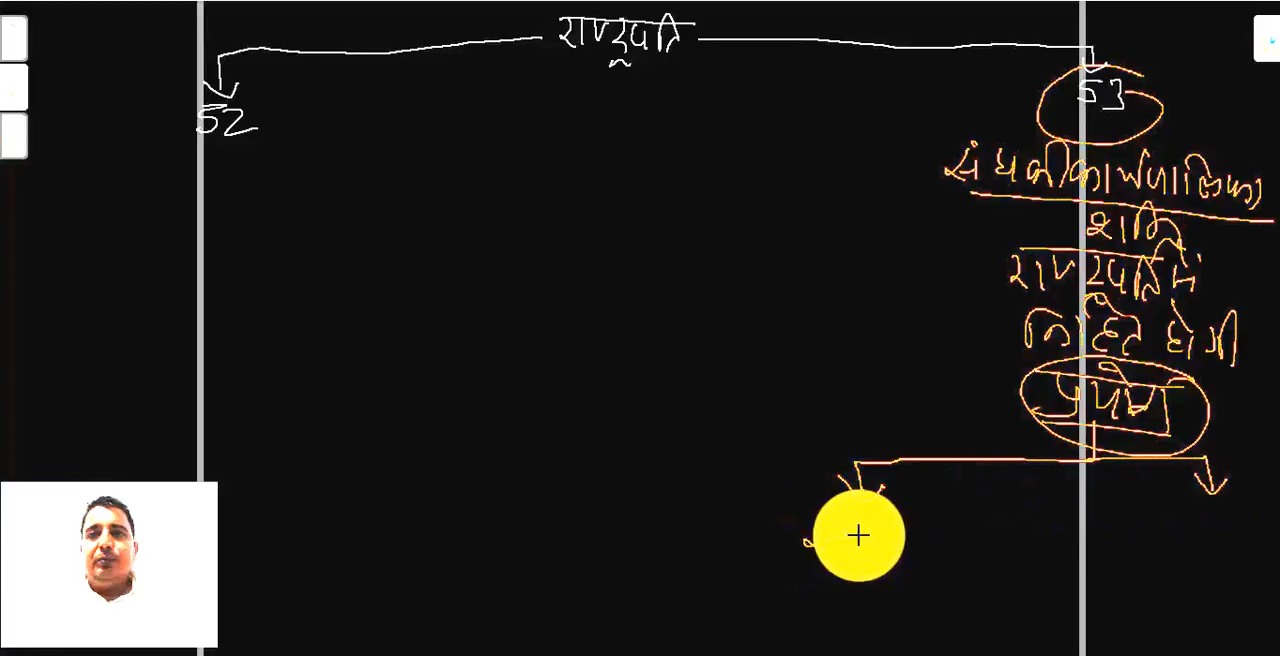 राष्ट्रपति
52
53
संघ की कार्यपालिका
शक्ति
राष्ट्रपति में
निहित होगी
प्रयोग